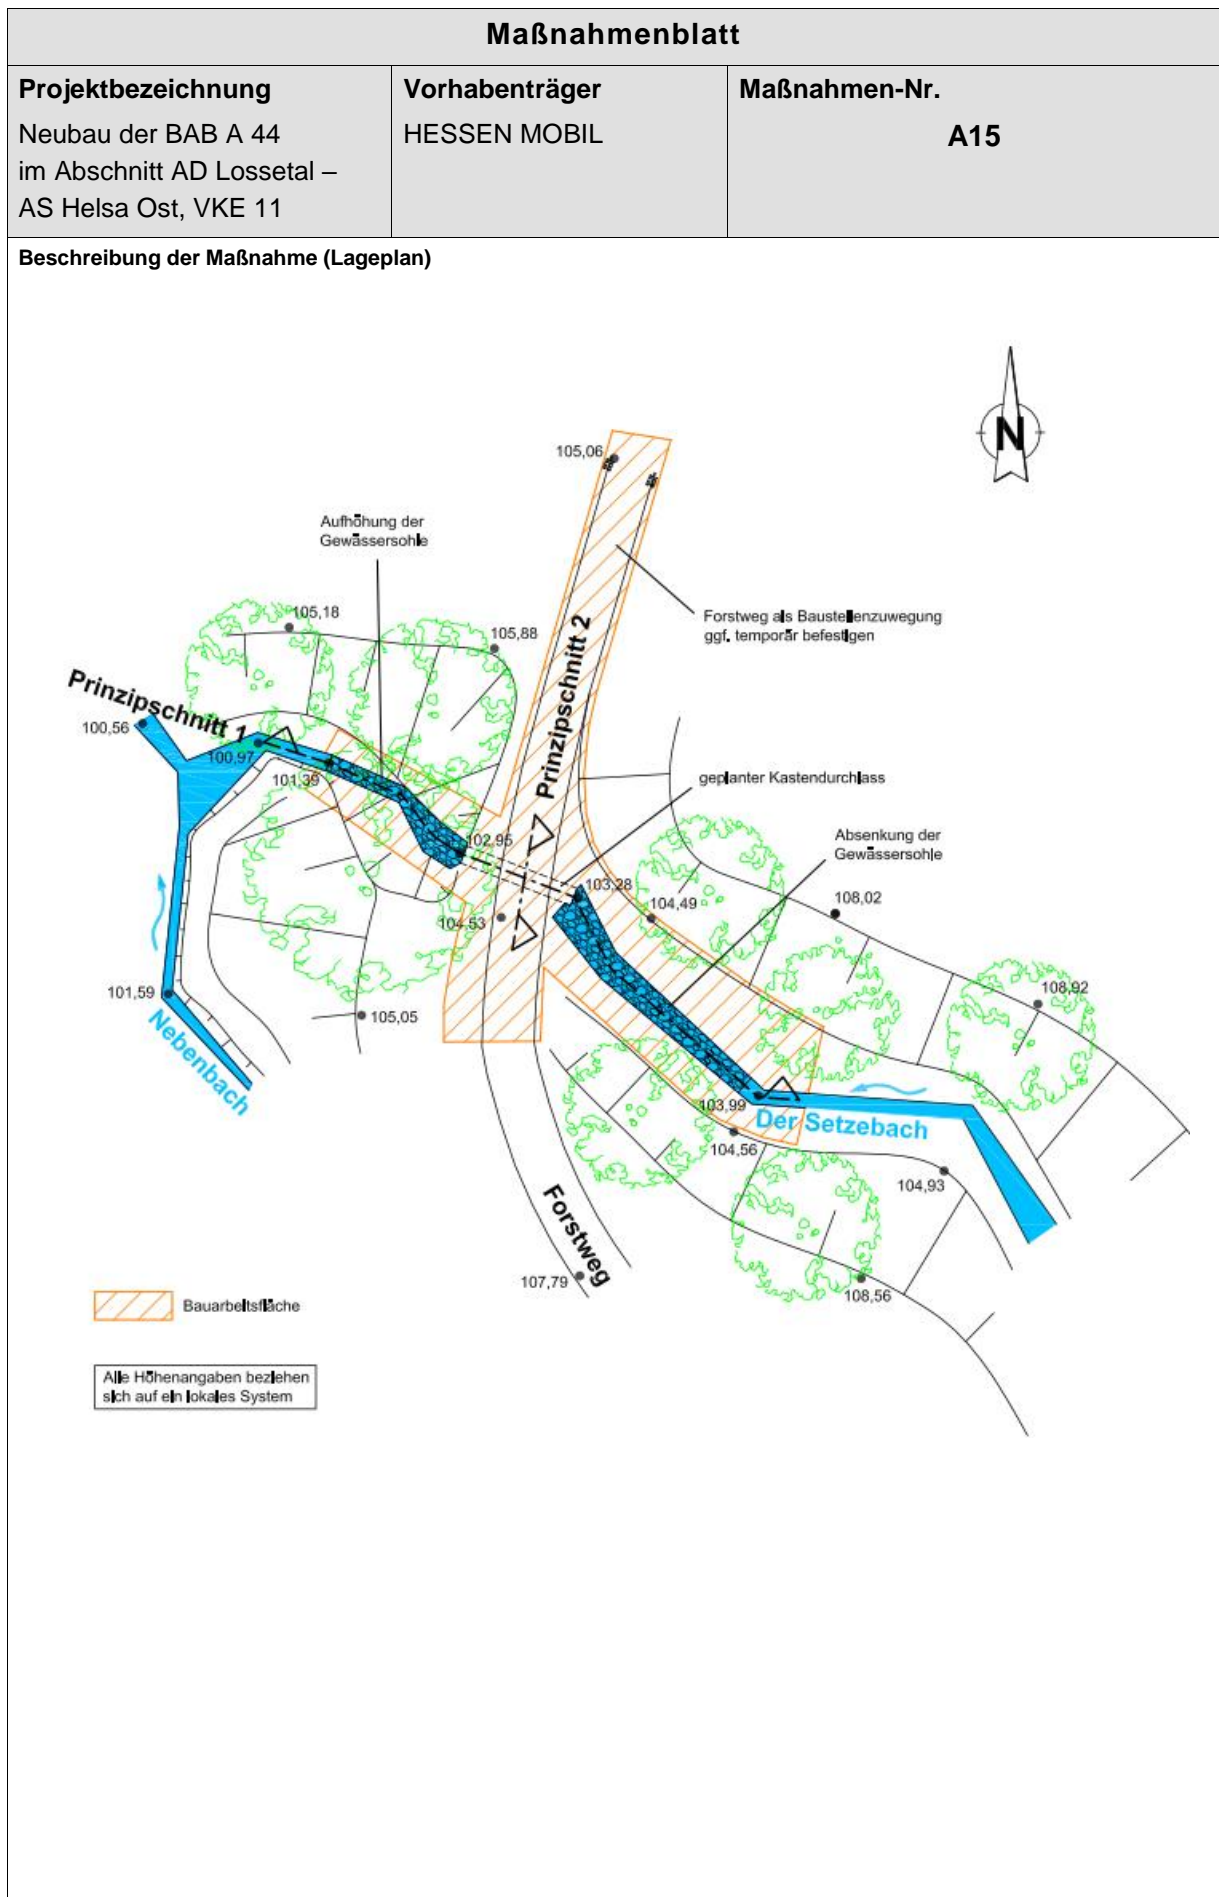 Maßnahmenblatt
Projektbezeichnung
Neubau der BAB A 44
im Abschnitt AD Lossetal –
AS Helsa Ost, VKE 11
Vorhabenträger
HESSEN MOBIL
Maßnahmen-Nr.
A15
Beschreibung der Maßnahme (Lageplan)
N
105,06
Aufhöhung der
Gewässersohle
Forstweg als Baustellenzuwegung
ggf. temporär befestigen
105,18
105,88
Prinzipschnitt 2
Prinzipschnitt 1
100,56
100,97
101,39
geplanter Kastendurchlass
102,95
Absenkung der
Gewässersohle
103,28
104,49
108,02
104,53
101,59
105,05
108,92
Nebenbach
103,99
Der Setzebach
104,56
104,93
Forstweg
107,79
108,56
Bauarbeitsfläche
Alle Höhenangaben beziehen
sich auf ein lokales System